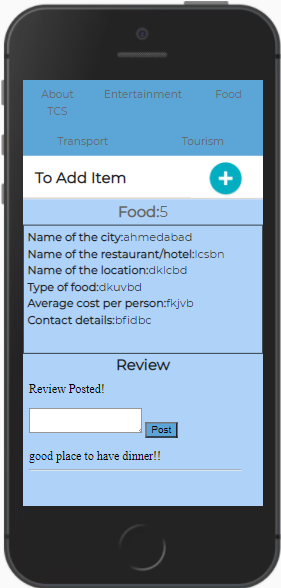 About Entertainment Food
TCS
Transport Tourism
To Add Item
Food:5
Name of the city:ahmedabad
Name of the restaurant/hotel:lcsbn
Name of the location:dklcbd
Type of food:dkuvbd
Average cost per person:fkjvb
Contact details:bfidbc
Review
Review Posted!
Post
good place to have dinner!!